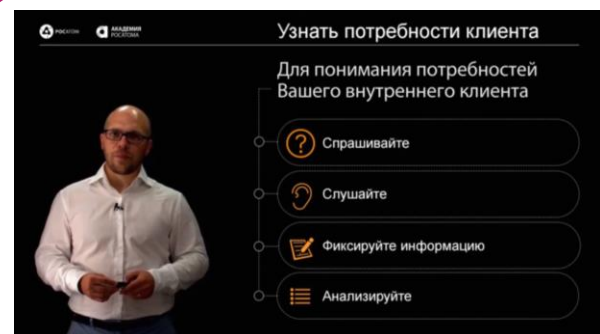 РОСАТОМ
АКАДЕМИЯ
РОСАТОМА
Узнать потребности клиента
Для понимания потребностей
Вашего внутреннего клиента
Спрашивайте
Слушайте
Фиксируйте информацию
Анализируйте